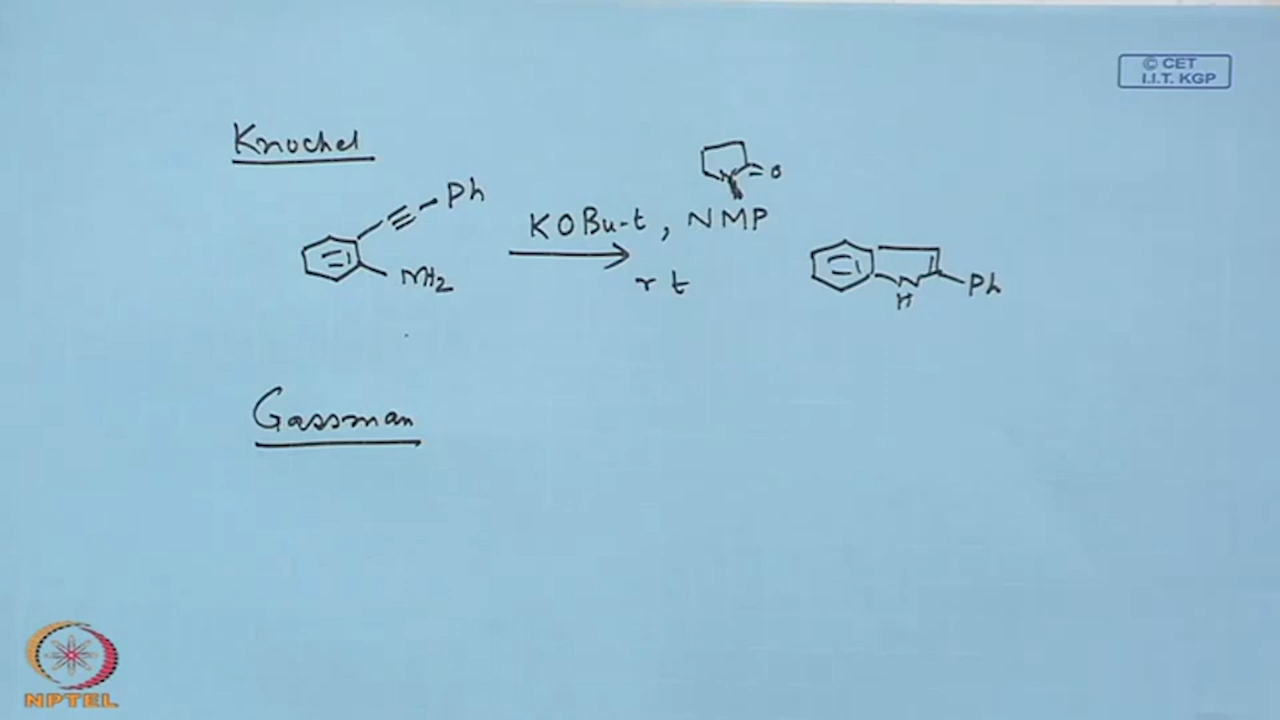 © CET
I.I.T. KGP
Knochel
Ph
NH2
N
O
KOBu-t, NMP
rt
N
H
Ph
Gassman
NPTEL